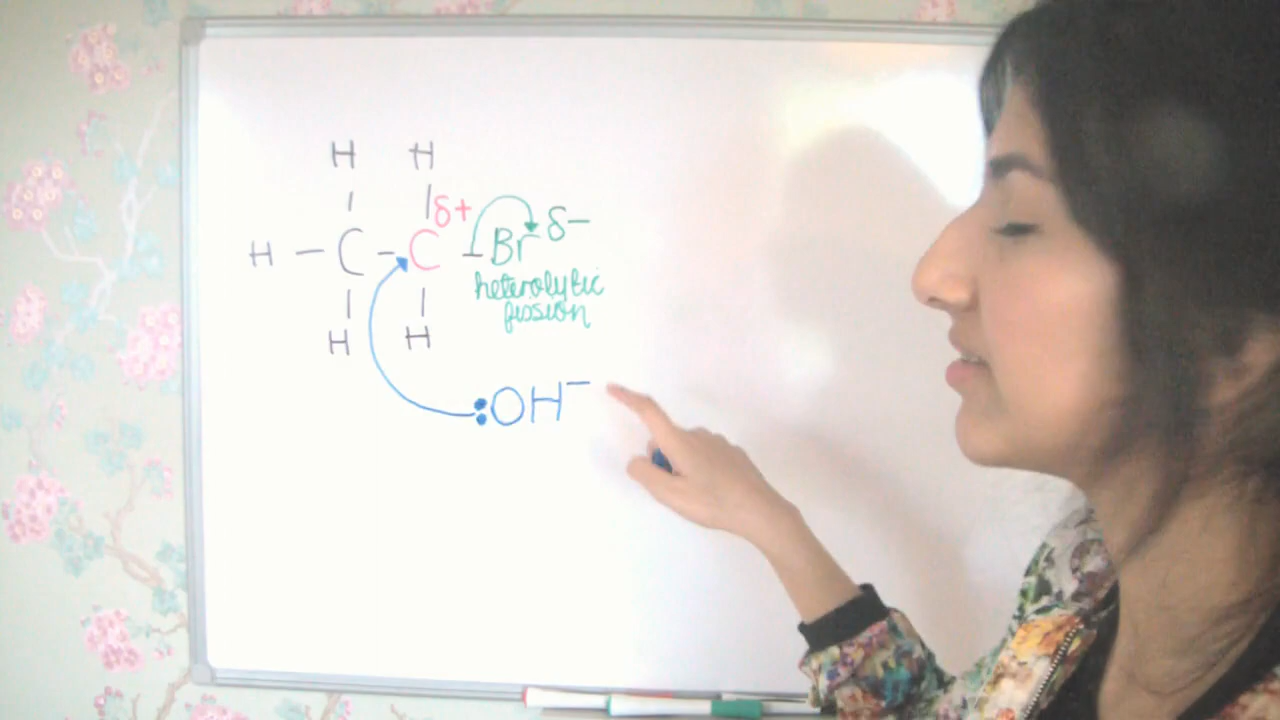 H H
H — C - C δ+ — Br δ−
heterolytic
fission
H H
:OH−